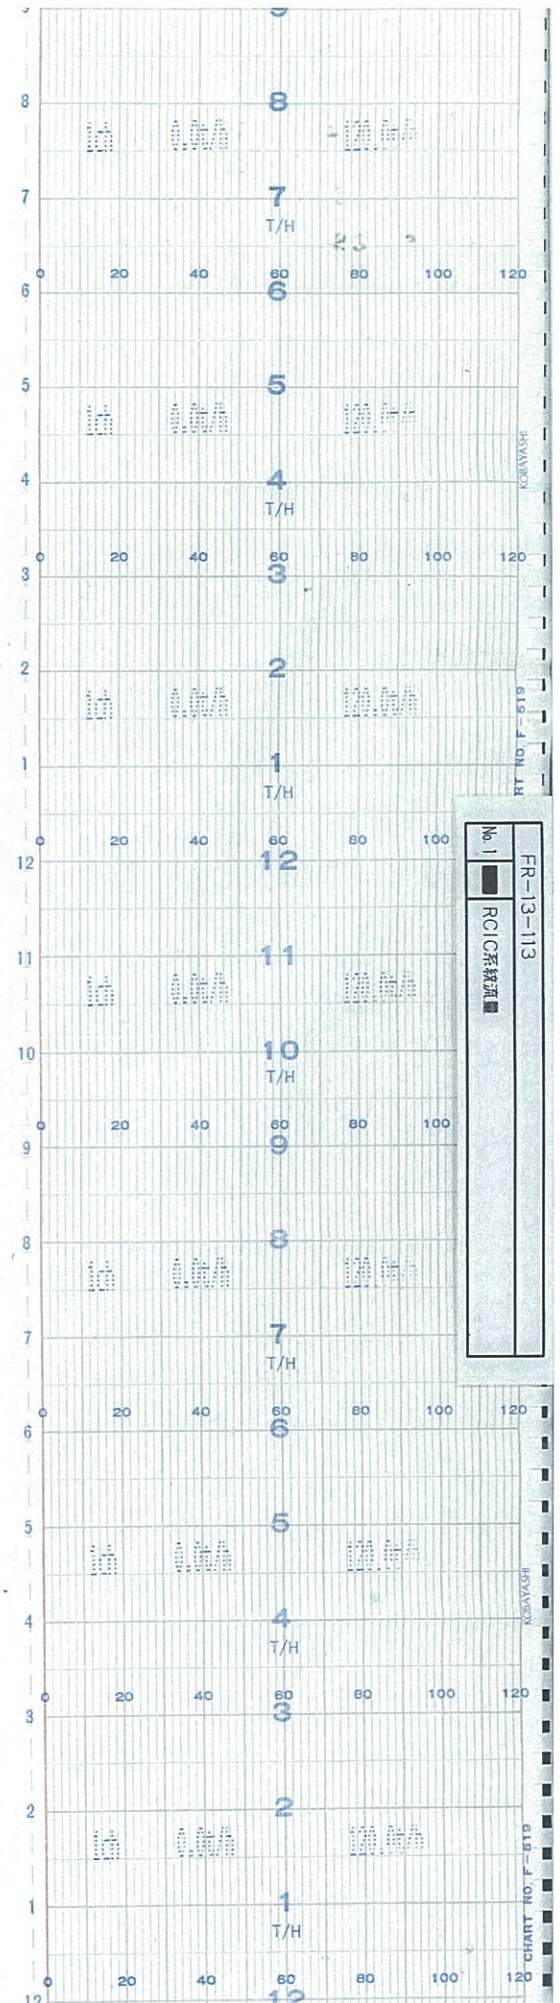 9
8 8
1ch 0.0t/h 120.0t/h
7 7
T/H
0 20 40 60 80 100 120
6 6
5 5
1ch 0.0t/h 120.0t/h
KOBAYASHI
4 4
T/H
0 20 40 60 80 100 120
3 3
2 2
1ch 0.0t/h 120.0t/h
RT NO. F-519
1 1
T/H
0 20 40 60 80 100
12 12
FR-13-113
No.1 RCIC系統流量
11 11
1ch 0.0t/h 120.0t/h
10 10
T/H
0 20 40 60 80 100
9 9
8 8
1ch 0.0t/h 120.0t/h
7 7
T/H
0 20 40 60 80 100 120
6 6
5 5
1ch 0.0t/h 120.0t/h
KOBAYASHI
4 4
T/H
0 20 40 60 80 100 120
3 3
2 2
1ch 0.0t/h 120.0t/h
CHART NO. F-519
1 1
T/H
0 20 40 60 80 100 120
12 12